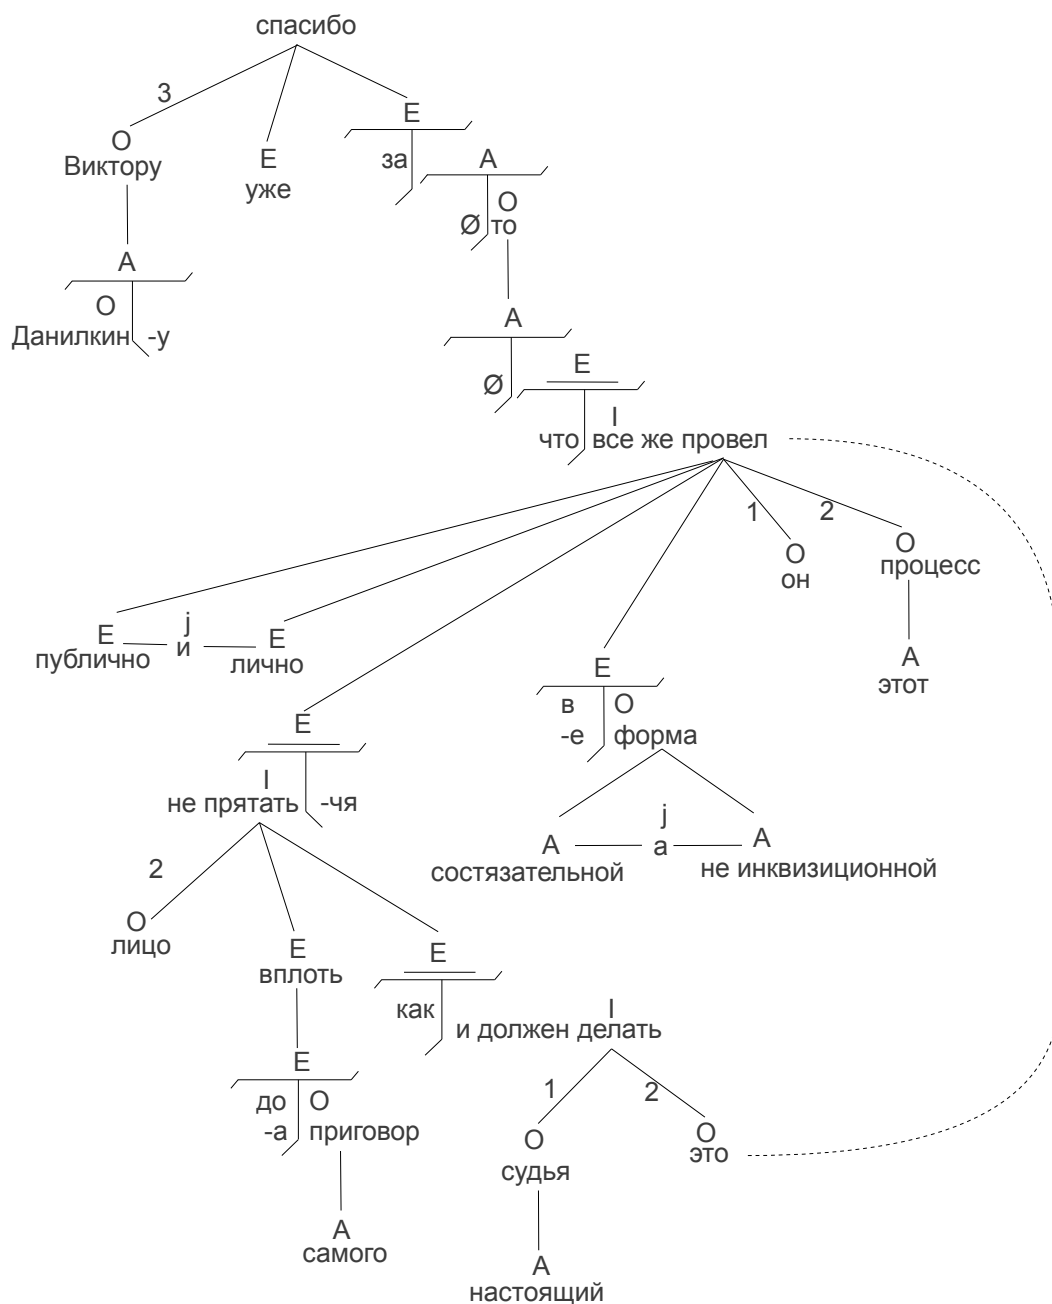 спасибо
3
E
O
за
A
Виктору
E
уже
O
Ø то
A
O
Данилкин -у
A
Ø
E
I
что все же провел
1
2
O
он
O
процесс
E
j
E
публично
и
лично
E
A
этот
в
O
E
-е
форма
I
не прятать -чя
j
A
а
A
2
состязательной
не инквизиционной
O
лицо
E
вплоть
E
как
I
и должен делать
E
1
2
до
O
-а
приговор
O
O
это
судья
A
самого
A
настоящий